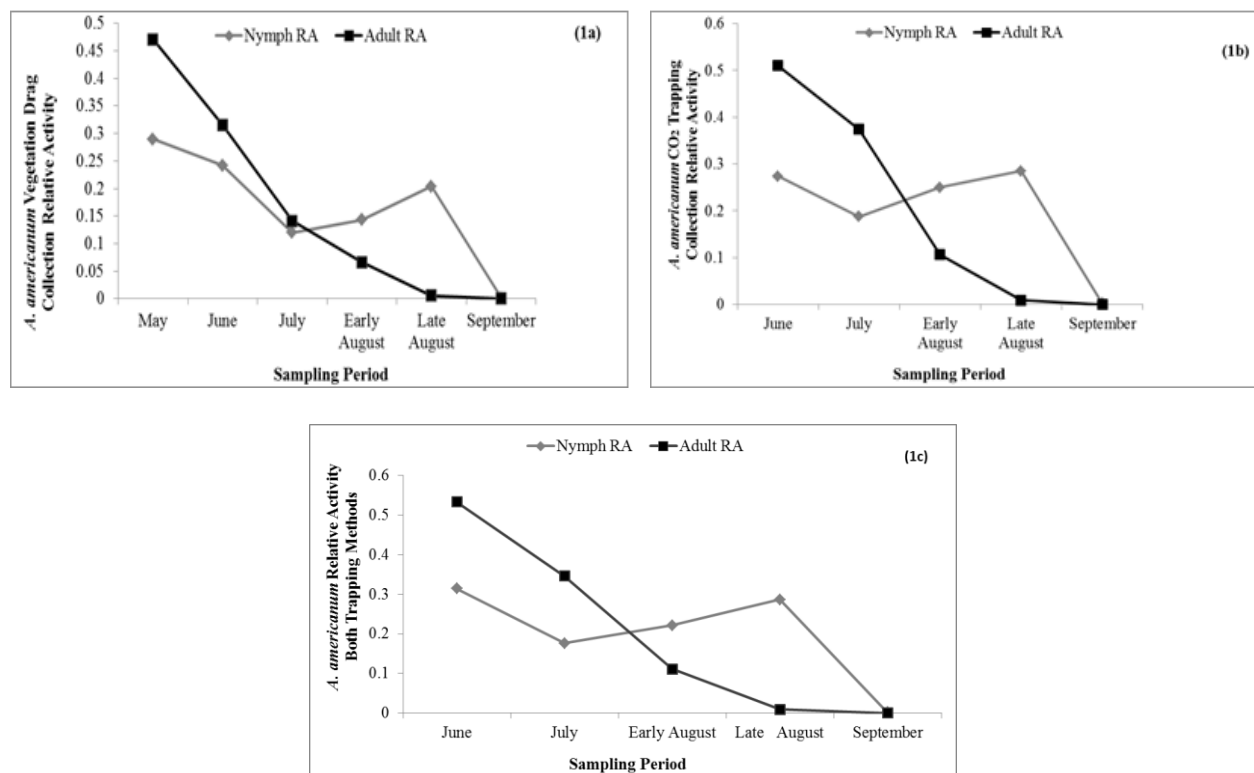 Nymph RA Adult RA
(1a)
A. americanum Vegetation Drag
Collection Relative Activity
0.5
0.45
0.4
0.35
0.3
0.25
0.2
0.15
0.1
0.05
0
May June July Early August Late August September
Sampling Period
Nymph RA Adult RA
(1b)
A. americanum CO₂ Trapping
Collection Relative Activity
0.6
0.5
0.4
0.3
0.2
0.1
0
June July Early August Late August September
Sampling Period
Nymph RA Adult RA
(1c)
A. americanum Relative Activity
Both Trapping Methods
0.6
0.5
0.4
0.3
0.2
0.1
0
June July Early August Late August September
Sampling Period